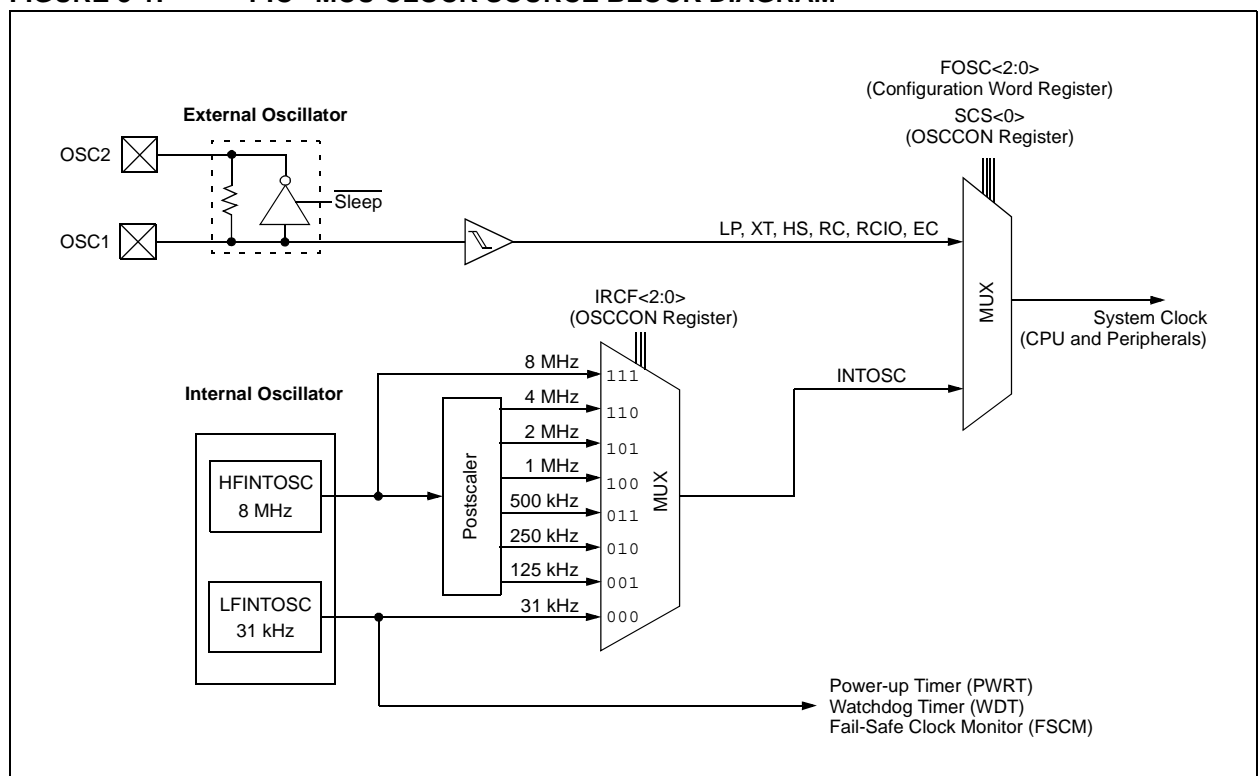 FOSC<2:0>
(Configuration Word Register)
SCS<0>
(OSCCON Register)
External Oscillator
OSC2
Sleep
OSC1
LP, XT, HS, RC, RCIO, EC
MUX
System Clock
(CPU and Peripherals)
IRCF<2:0>
(OSCCON Register)
INTOSC
Internal Oscillator
HFINTOSC
8 MHz
LFINTOSC
31 kHz
Postscaler
8 MHz
111
4 MHz
110
2 MHz
101
1 MHz
100
500 kHz
011
250 kHz
010
125 kHz
001
31 kHz
000
MUX
Power-up Timer (PWRT)
Watchdog Timer (WDT)
Fail-Safe Clock Monitor (FSCM)